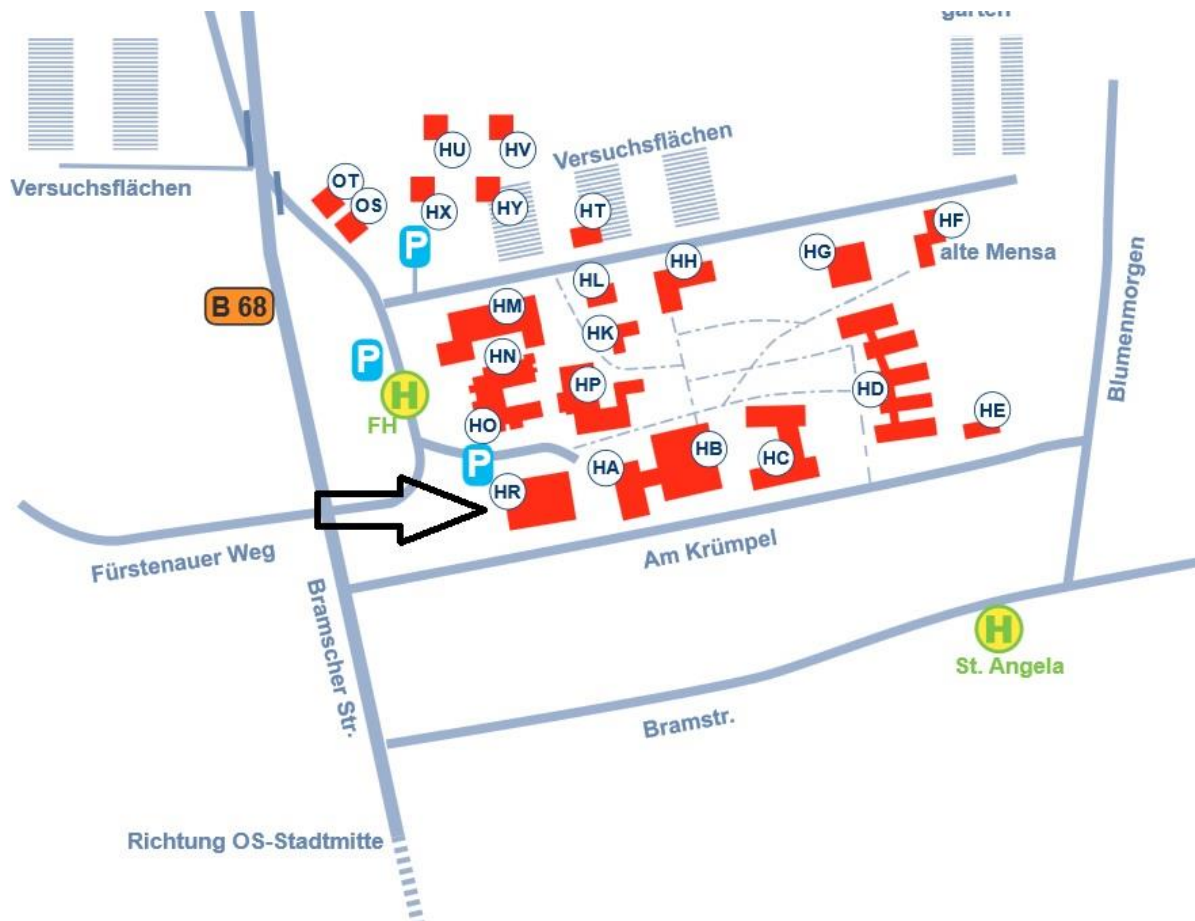 garten
Versuchsflächen
HU
HV
Versuchsflächen
OT
OS
HX
HY
HT
HF
alte Mensa
P
HG
HH
HL
B 68
HM
HK
Blumenmorgen
P
HN
HP
H
FH
HD
HO
HE
P
HA
HB
HC
HR
Am Krümpel
Fürstenauer Weg
Bramscher Str.
H
St. Angela
Bramstr.
Richtung OS-Stadtmitte